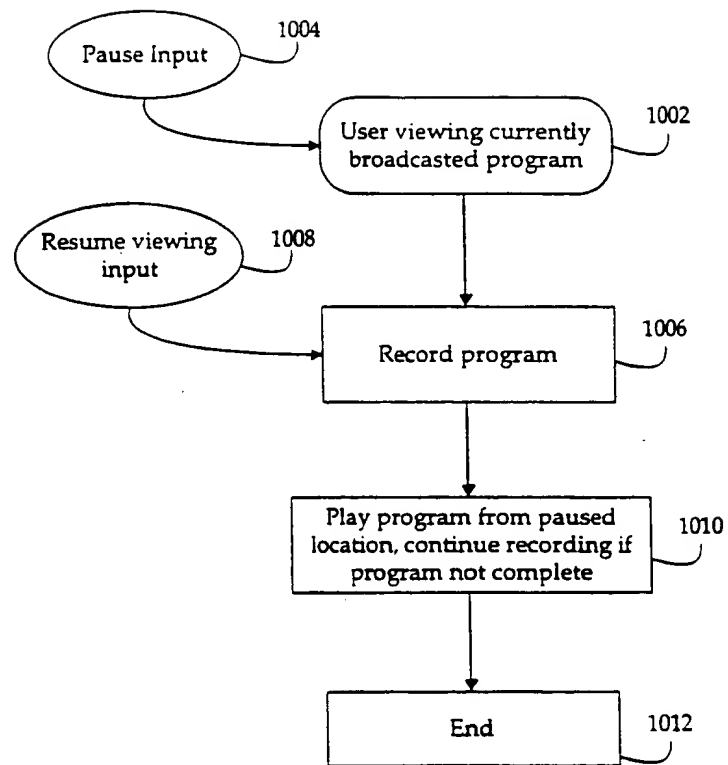 1004
Pause Input
1002
User viewing currently
broadcasted program
1008
Resume viewing
input
1006
Record program
Play program from paused
location, continue recording if
program not complete
1010
End
1012